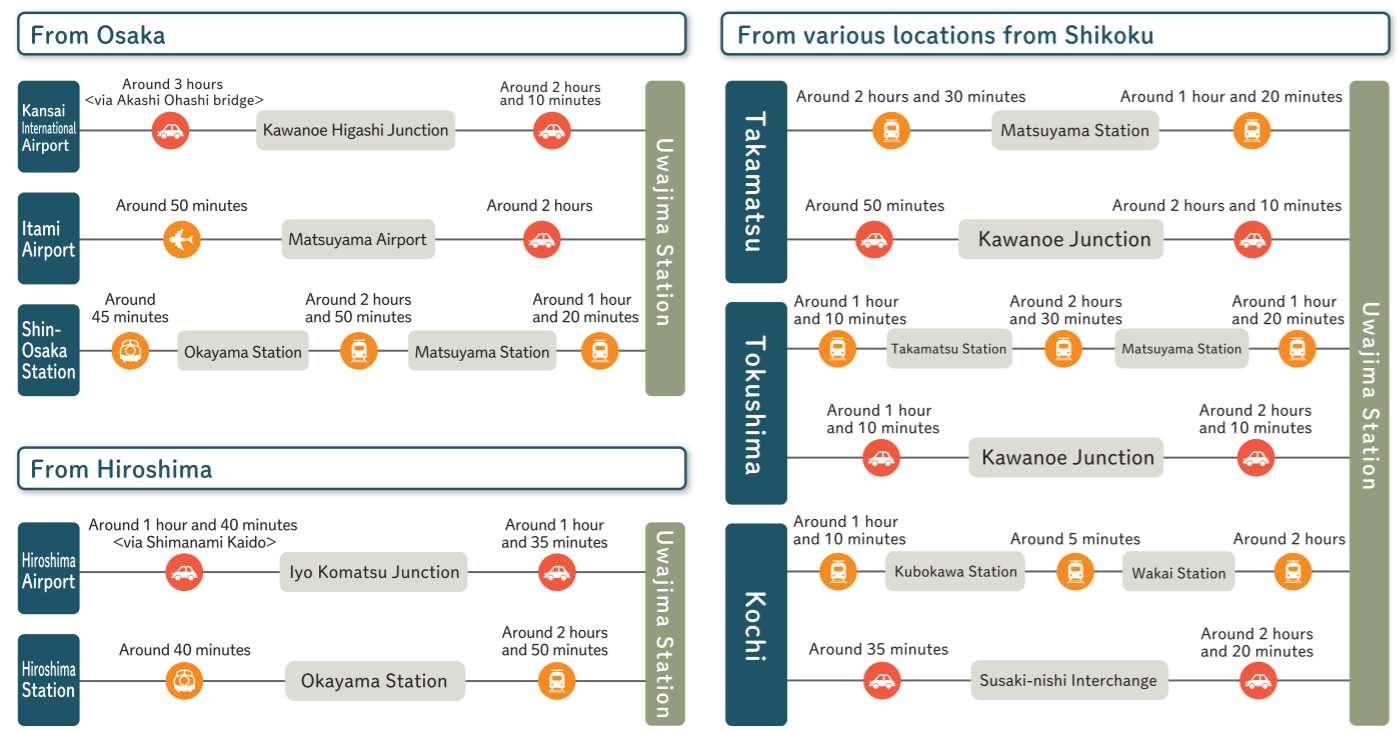 From Osaka
Kansai
International
Airport
Around 3 hours
<via Akashi Ohashi bridge>
Kawanoe Higashi Junction
Around 2 hours
and 10 minutes
Itami
Airport
Around 50 minutes
Matsuyama Airport
Around 2 hours
Shin-
Osaka
Station
Around
45 minutes
Okayama Station
Around 2 hours
and 50 minutes
Matsuyama Station
Around 1 hour
and 20 minutes
Uwajima Station
From Hiroshima
Hiroshima
Airport
Around 1 hour and 40 minutes
<via Shimanami Kaido>
Iyo Komatsu Junction
Around 1 hour
and 35 minutes
Hiroshima
Station
Around 40 minutes
Okayama Station
Around 2 hours
and 50 minutes
Uwajima Station
From various locations from Shikoku
Takamatsu
Around 2 hours and 30 minutes
Matsuyama Station
Around 1 hour and 20 minutes
Around 50 minutes
Kawanoe Junction
Around 2 hours and 10 minutes
Tokushima
Around 1 hour
and 10 minutes
Takamatsu Station
Around 2 hours
and 30 minutes
Matsuyama Station
Around 1 hour
and 20 minutes
Around 1 hour
and 10 minutes
Kawanoe Junction
Around 2 hours
and 10 minutes
Kochi
Around 1 hour
and 10 minutes
Kubokawa Station
Around 5 minutes
Wakai Station
Around 2 hours
Around 35 minutes
Susaki-nishi Interchange
Around 2 hours
and 20 minutes
Uwajima Station